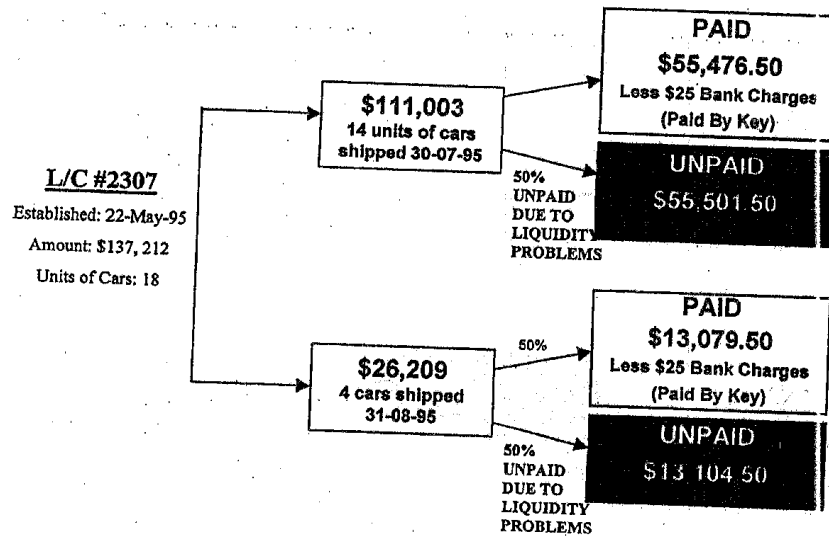 L/C #2307
Established: 22-May-95
Amount: $137, 212
Units of Cars: 18
$111,003
14 units of cars
shipped 30-07-95
PAID
$55,476.50
Less $25 Bank Charges
(Paid By Key)
50%
UNPAID
DUE TO
LIQUIDITY
PROBLEMS
UNPAID
$55,501.50
$26,209
4 cars shipped
31-08-95
50%
PAID
$13,079.50
Less $25 Bank Charges
(Paid By Key)
50%
UNPAID
DUE TO
LIQUIDITY
PROBLEMS
UNPAID
$13 104 50